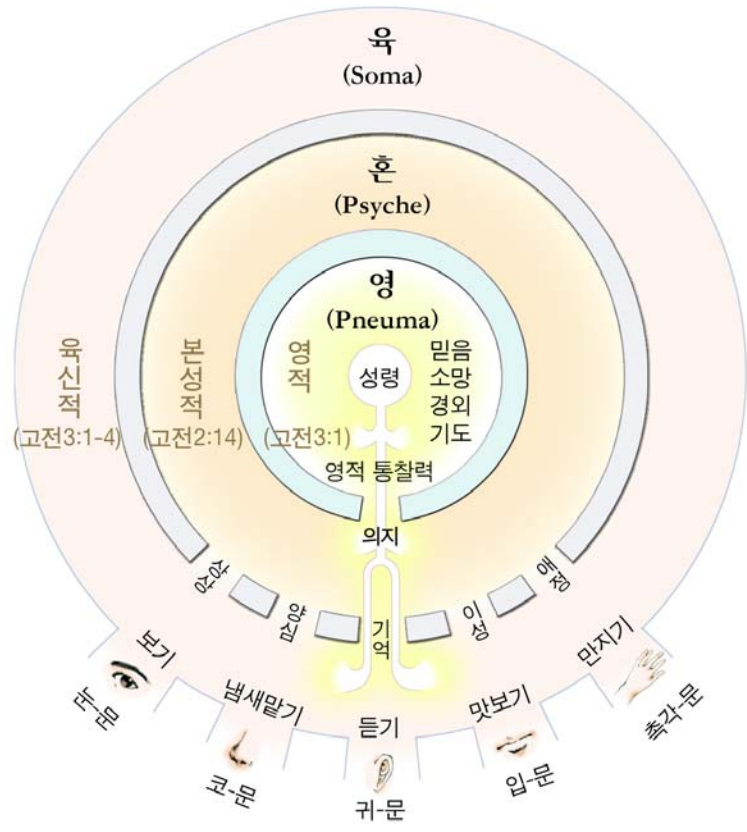 육
(Soma)
혼
(Psyche)
영
(Pneuma)
육신적
(고전3:1-4)
본성적
(고전2:14)
영적
(고전3:1)
성령
믿음
소망
경외
기도
영적 통찰력
의지
상상
양심
기억
이성
애정
보기
냄새맡기
듣기
맛보기
만지기
눈-문
코-문
귀-문
입-문
촉각-문